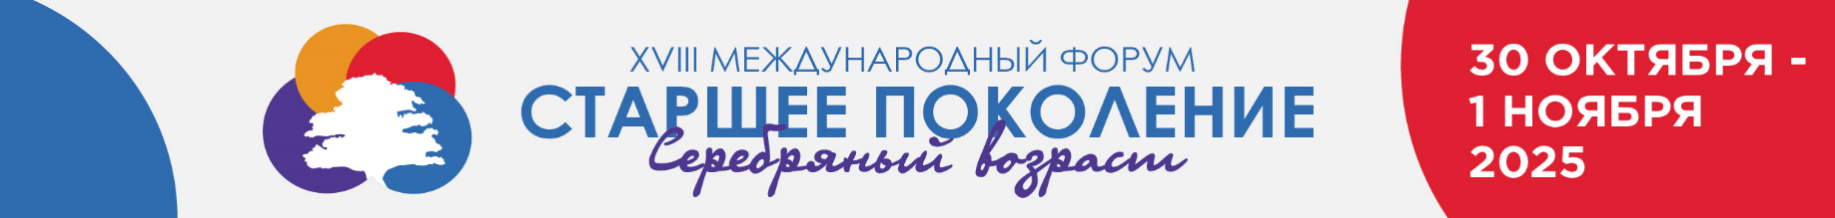 XVIII МЕЖДУНАРОДНЫЙ ФОРУМ
СТАРШЕЕ ПОКОЛЕНИЕ
Серебряный возраст
30 ОКТЯБРЯ -
1 НОЯБРЯ
2025